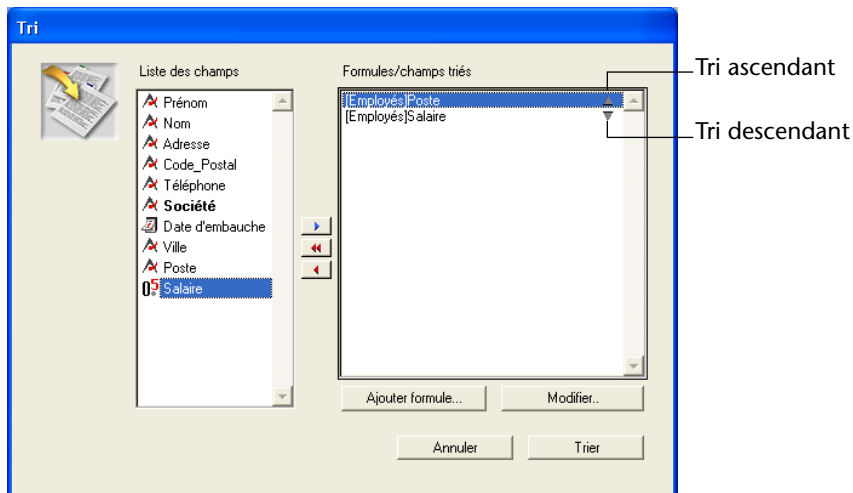 Tri
Liste des champs
Prénom
Nom
Adresse
Code_Postal
Téléphone
Société
Date d'embauche
Ville
Poste
Salaire
Formules/champs triés
[Employés]Poste
[Employés]Salaire
Tri ascendant
Tri descendant
Ajouter formule...
Modifier..
Annuler
Trier